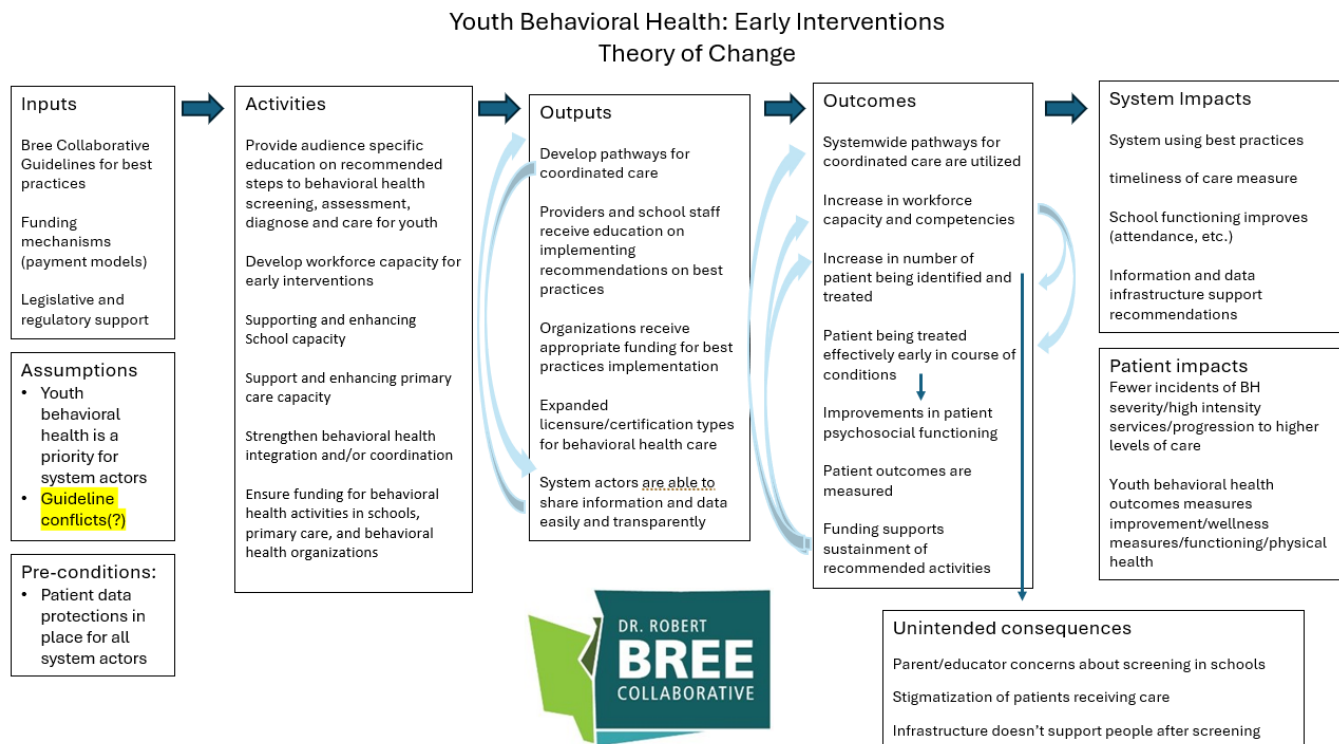 Youth Behavioral Health: Early Interventions
Theory of Change
Inputs
Bree Collaborative
Guidelines for best
practices
Funding
mechanisms
(payment models)
Legislative and
regulatory support
Assumptions
• Youth
behavioral
health is a
priority for
system actors
• Guideline
conflicts(?)
Pre-conditions:
• Patient data
protections in
place for all
system actors
Activities
Provide audience specific
education on recommended
steps to behavioral health
screening, assessment,
diagnose and care for youth
Develop workforce capacity for
early interventions
Supporting and enhancing
School capacity
Support and enhancing primary
care capacity
Strengthen behavioral health
integration and/or coordination
Ensure funding for behavioral
health activities in schools,
primary care, and behavioral
health organizations
Outputs
Develop pathways for
coordinated care
Providers and school staff
receive education on
implementing
recommendations on best
practices
Organizations receive
appropriate funding for best
practices implementation
Expanded
licensure/certification types
for behavioral health care
System actors are able to
share information and data
easily and transparently
Outcomes
Systemwide pathways for
coordinated care are utilized
Increase in workforce
capacity and competencies
Increase in number of
patient being identified and
treated
Patient being treated
effectively early in course of
conditions
Improvements in patient
psychosocial functioning
Patient outcomes are
measured
Funding supports
sustainment of
recommended activities
System Impacts
System using best practices
timeliness of care measure
School functioning improves
(attendance, etc.)
Information and data
infrastructure support
recommendations
Patient impacts
Fewer incidents of BH
severity/high intensity
services/progression to higher
levels of care
Youth behavioral health
outcomes measures
improvement/wellness
measures/functioning/physical
health
Unintended consequences
Parent/educator concerns about screening in schools
Stigmatization of patients receiving care
Infrastructure doesn't support people after screening
DR. ROBERT
BREE
COLLABORATIVE